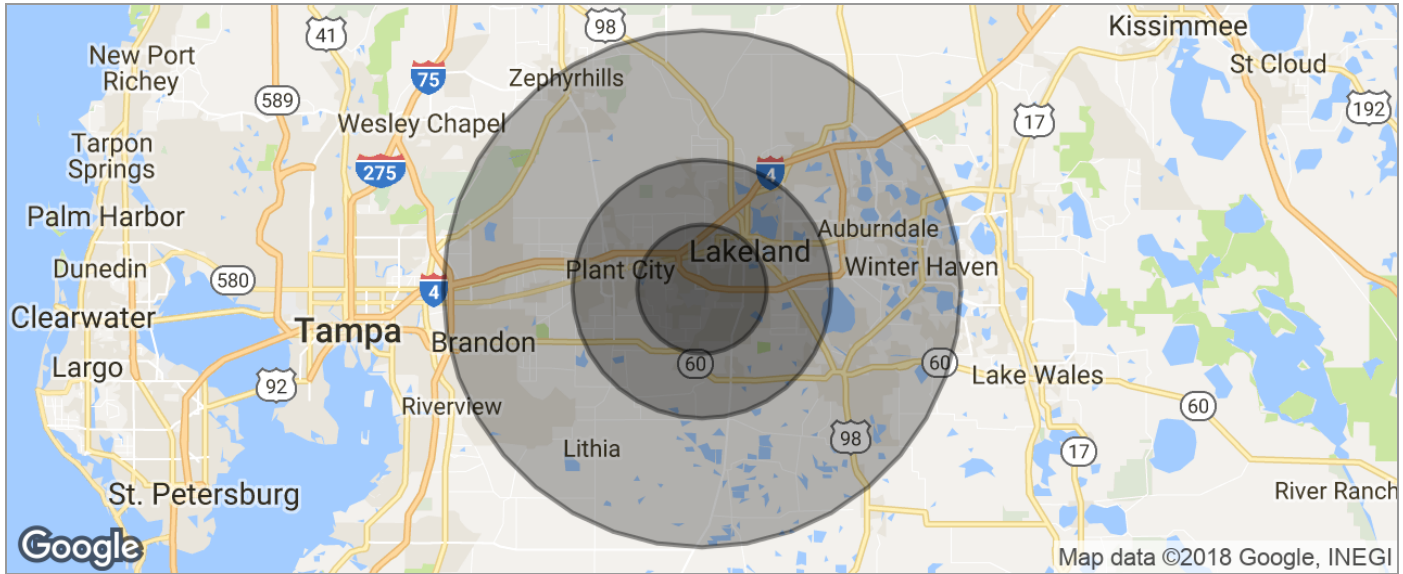 98
Kissimmee
41
New Port
Richey
St Cloud
75
Zephyrhills
589
192
17
Wesley Chapel
Tarpon
Springs
275
4
Palm Harbor
Auburndale
Lakeland
Dunedin
Plant City
Winter Haven
580
4
Clearwater
Tampa
Brandon
60
60
Largo
92
Lake Wales
Riverview
60
98
Lithia
17
St. Petersburg
River Ranch
Google
Map data ©2018 Google, INEGI